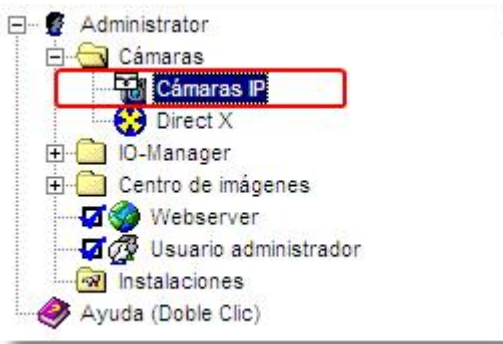 Administrator
Cámaras
Cámaras IP
Direct X
IO-Manager
Centro de imágenes
Webserver
Usuario administrador
Instalaciones
Ayuda (Doble Clic)